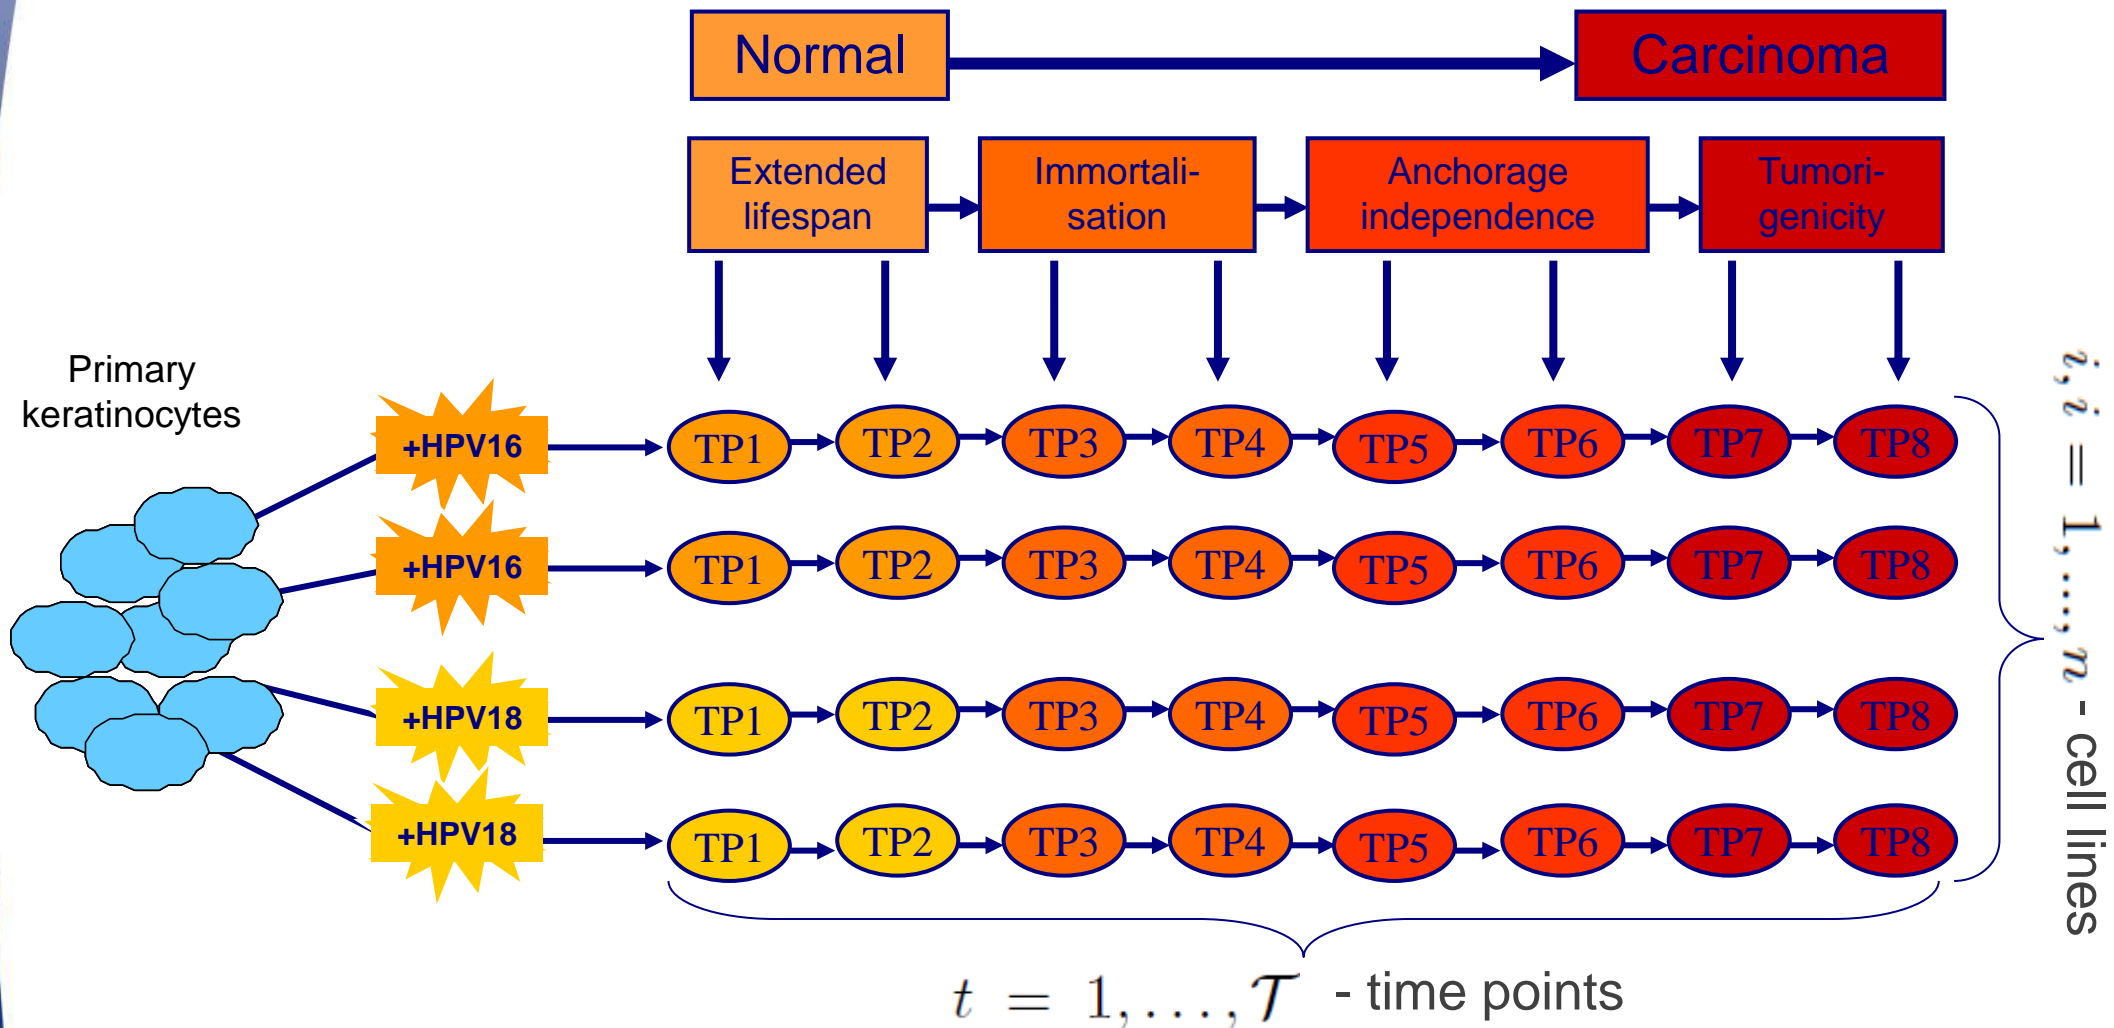 Normal
Carcinoma
Extended
lifespan
Immortali-
sation
Anchorage
independence
Tumori-
genicity
Primary
keratinocytes
+HPV16
TP1 TP2 TP3 TP4 TP5 TP6 TP7 TP8
+HPV16
TP1 TP2 TP3 TP4 TP5 TP6 TP7 TP8
+HPV18
TP1 TP2 TP3 TP4 TP5 TP6 TP7 TP8
+HPV18
TP1 TP2 TP3 TP4 TP5 TP6 TP7 TP8
i, i = 1, ...., n - cell lines
t = 1, . . . , 𝒯 - time points